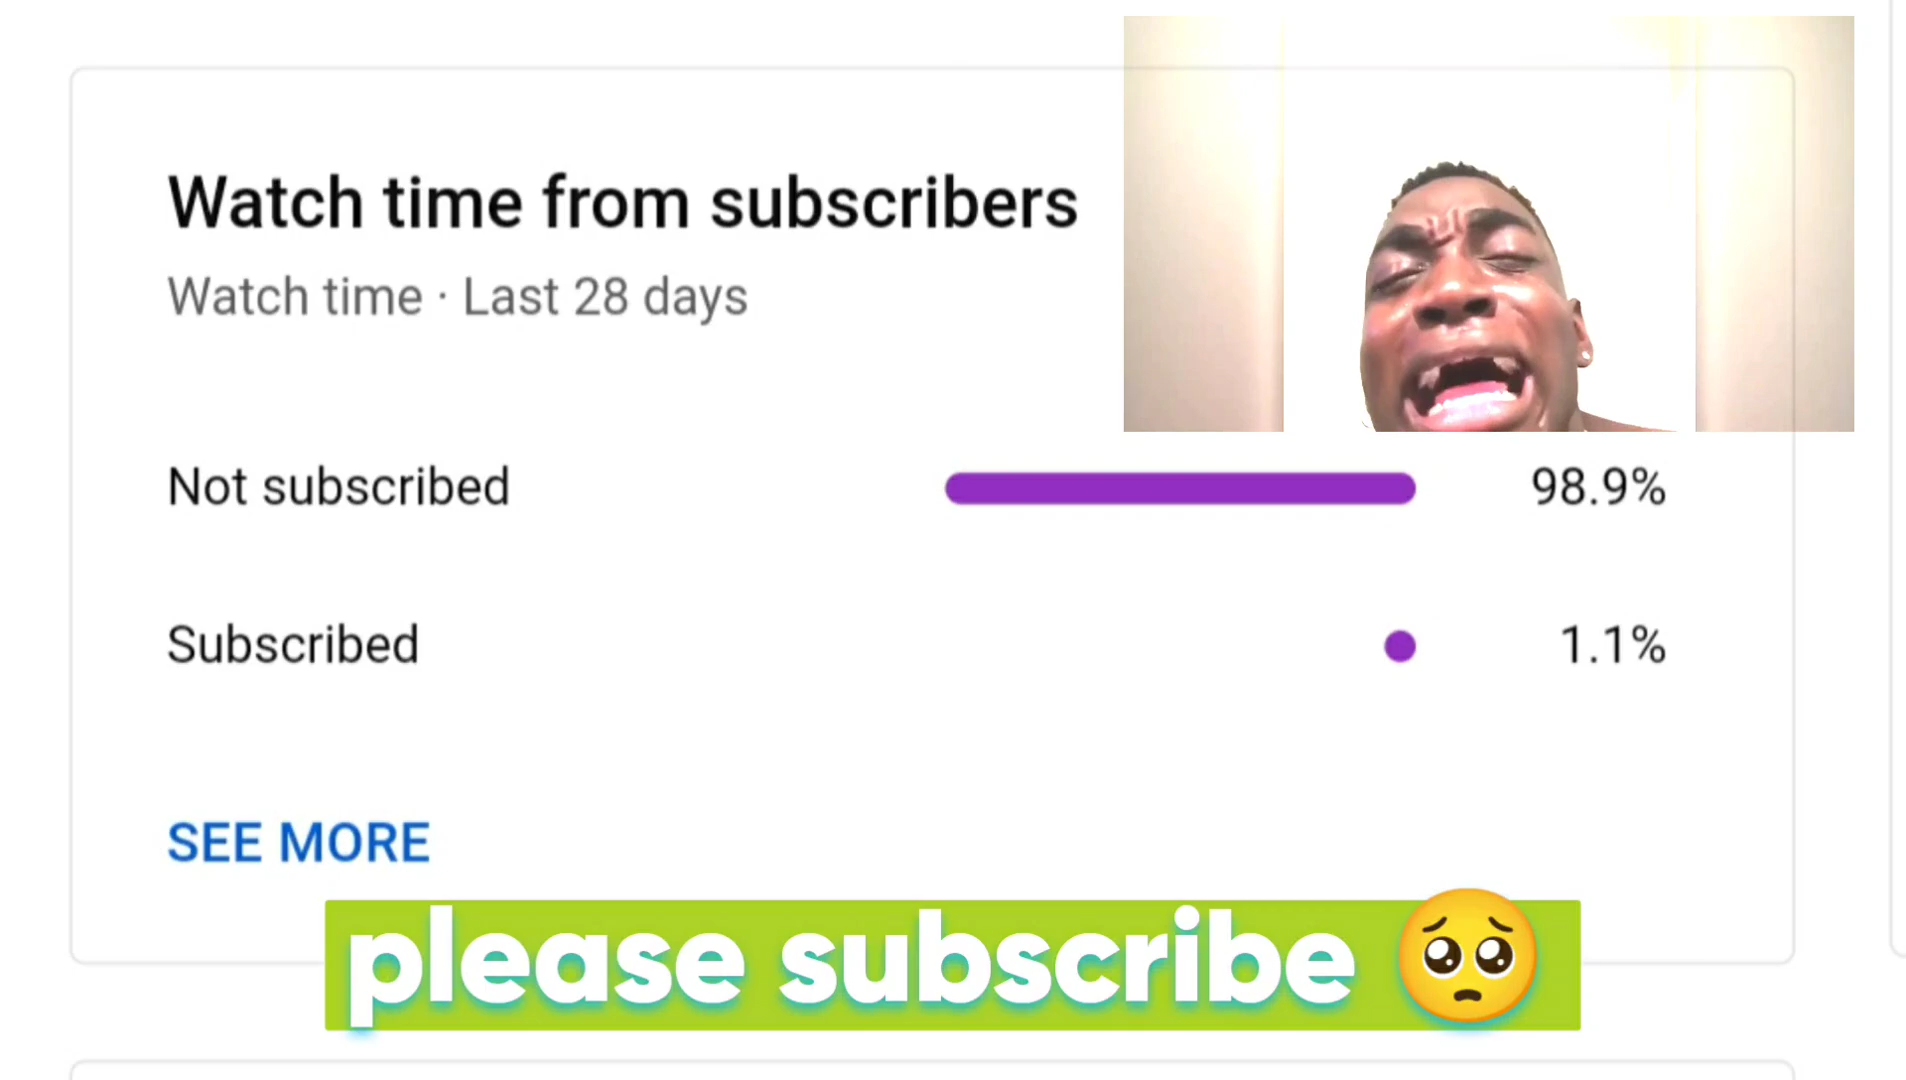 Watch time from subscribers
Watch time · Last 28 days
Not subscribed 98.9%
Subscribed 1.1%
SEE MORE
please subscribe 🥺